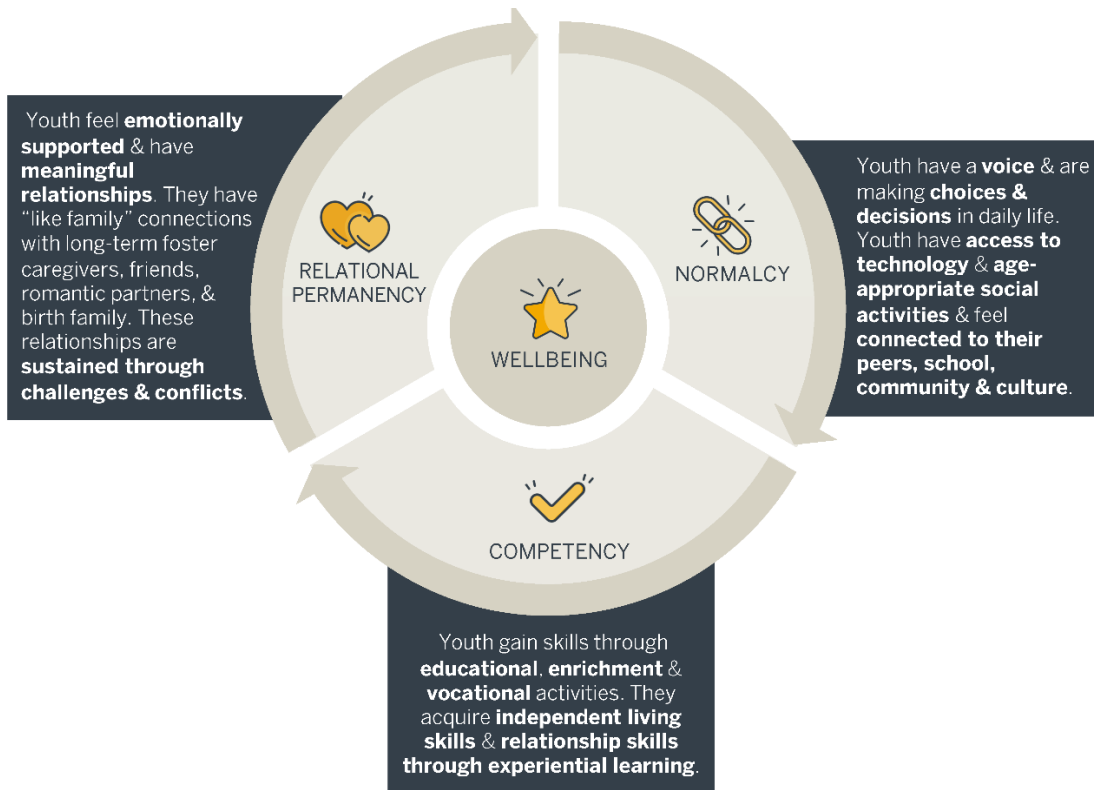 Youth feel emotionally
supported & have
meaningful
relationships. They have
“like family” connections
with long-term foster
caregivers, friends,
romantic partners, &
birth family. These
relationships are
sustained through
challenges & conflicts.
RELATIONAL
PERMANENCY
WELLBEING
NORMALCY
Youth have a voice & are
making choices &
decisions in daily life.
Youth have access to
technology & age-
appropriate social
activities & feel
connected to their
peers, school,
community & culture.
COMPETENCY
Youth gain skills through
educational, enrichment &
vocational activities. They
acquire independent living
skills & relationship skills
through experiential learning.